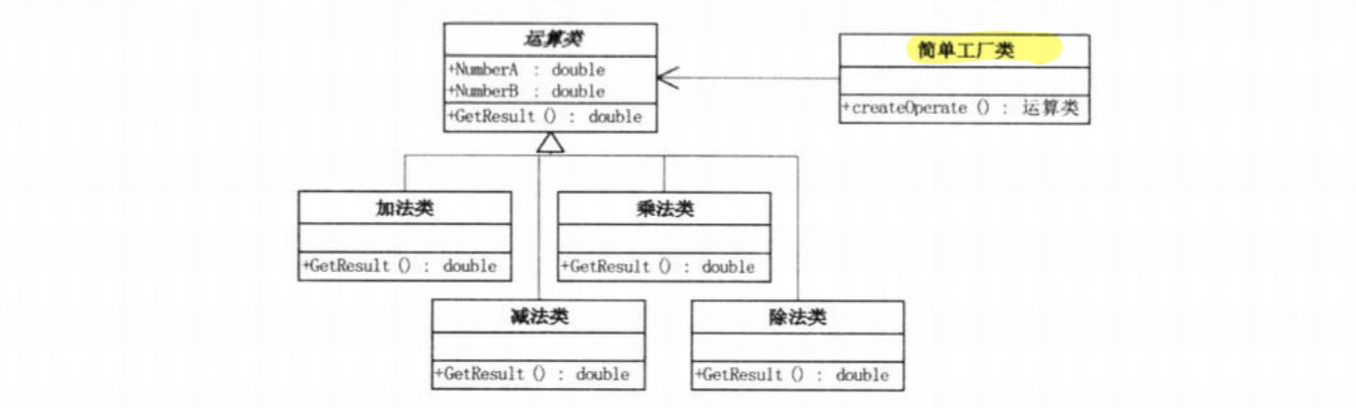 运算类
+NumberA : double
+NumberB : double
+GetResult () : double
简单工厂类
+createOperate () : 运算类
加法类
+GetResult () : double
乘法类
+GetResult () : double
减法类
+GetResult () : double
除法类
+GetResult () : double